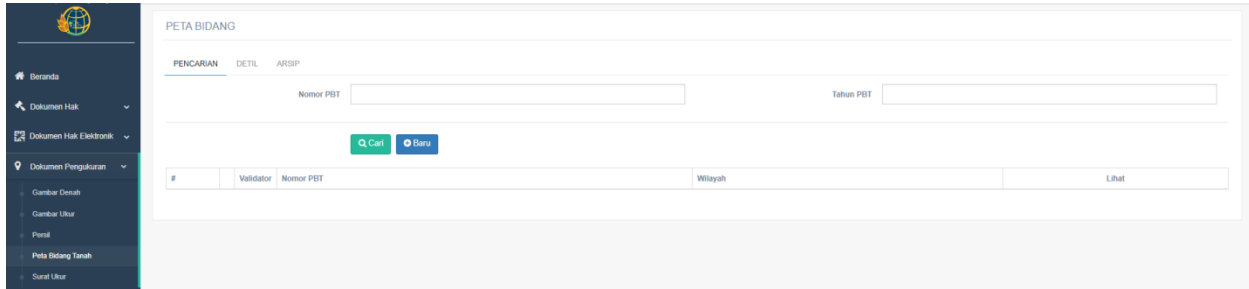 PETA BIDANG
PENCARIAN DETIL ARSIP
Nomor PBT Tahun PBT
Cari Baru
# Validator Nomor PBT Wilayah Lihat
Beranda
Dokumen Hak
Dokumen Hak Elektronik
Dokumen Pengukuran
Gambar Denah
Gambar Ukur
Persil
Peta Bidang Tanah
Surat Ukur